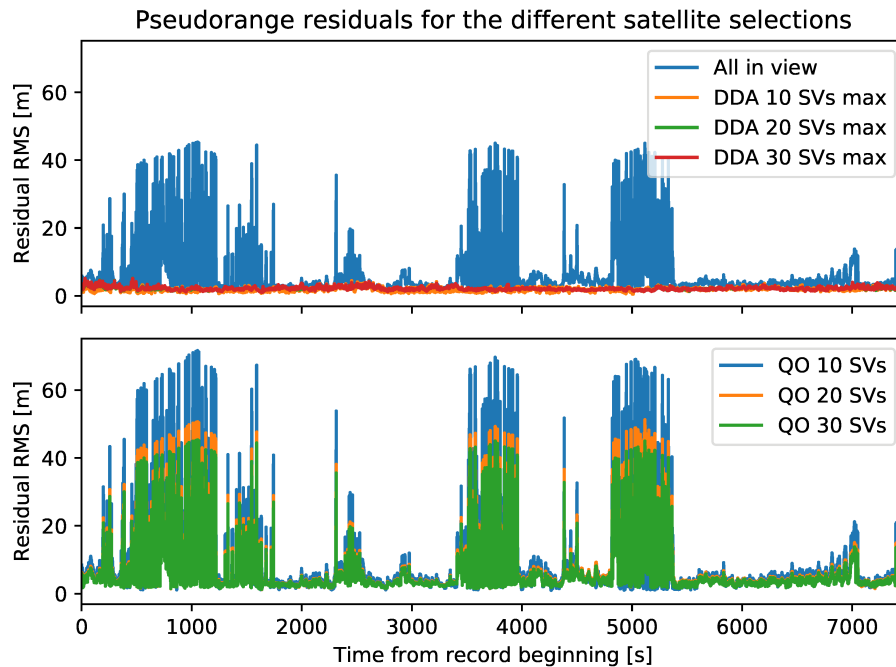 Pseudorange residuals for the different satellite selections
Residual RMS [m]
60
40
20
0
All in view
DDA 10 SVs max
DDA 20 SVs max
DDA 30 SVs max
Residual RMS [m]
60
40
20
0
QO 10 SVs
QO 20 SVs
QO 30 SVs
0 1000 2000 3000 4000 5000 6000 7000
Time from record beginning [s]